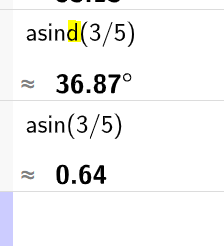 asind(3/5)
≈ 36.87°
asin(3/5)
≈ 0.64